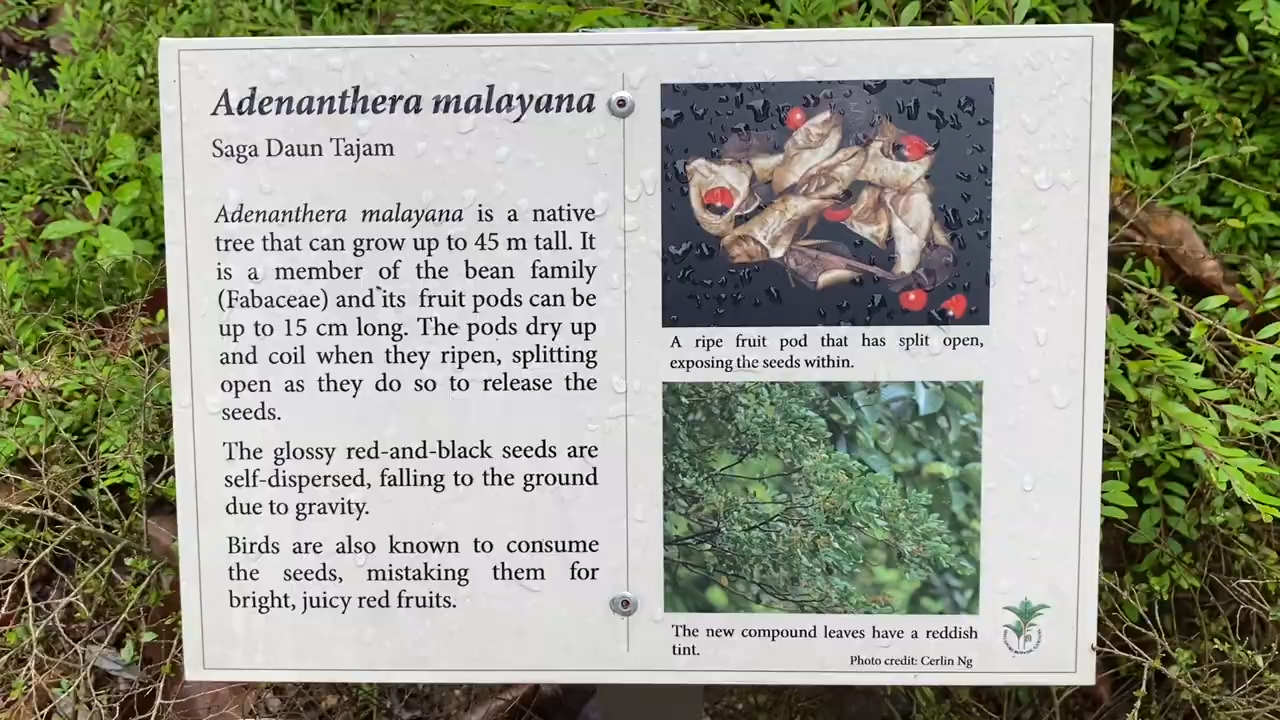 Adenanthera malayana
Saga Daun Tajam
Adenanthera malayana is a native
tree that can grow up to 45 m tall. It
is a member of the bean family
(Fabaceae) and its fruit pods can be
up to 15 cm long. The pods dry up
and coil when they ripen, splitting
open as they do so to release the
seeds.
The glossy red-and-black seeds are
self-dispersed, falling to the ground
due to gravity.
Birds are also known to consume
the seeds, mistaking them for
bright, juicy red fruits.
A ripe fruit pod that has split open,
exposing the seeds within.
The new compound leaves have a reddish
tint.
Photo credit: Cerlin Ng